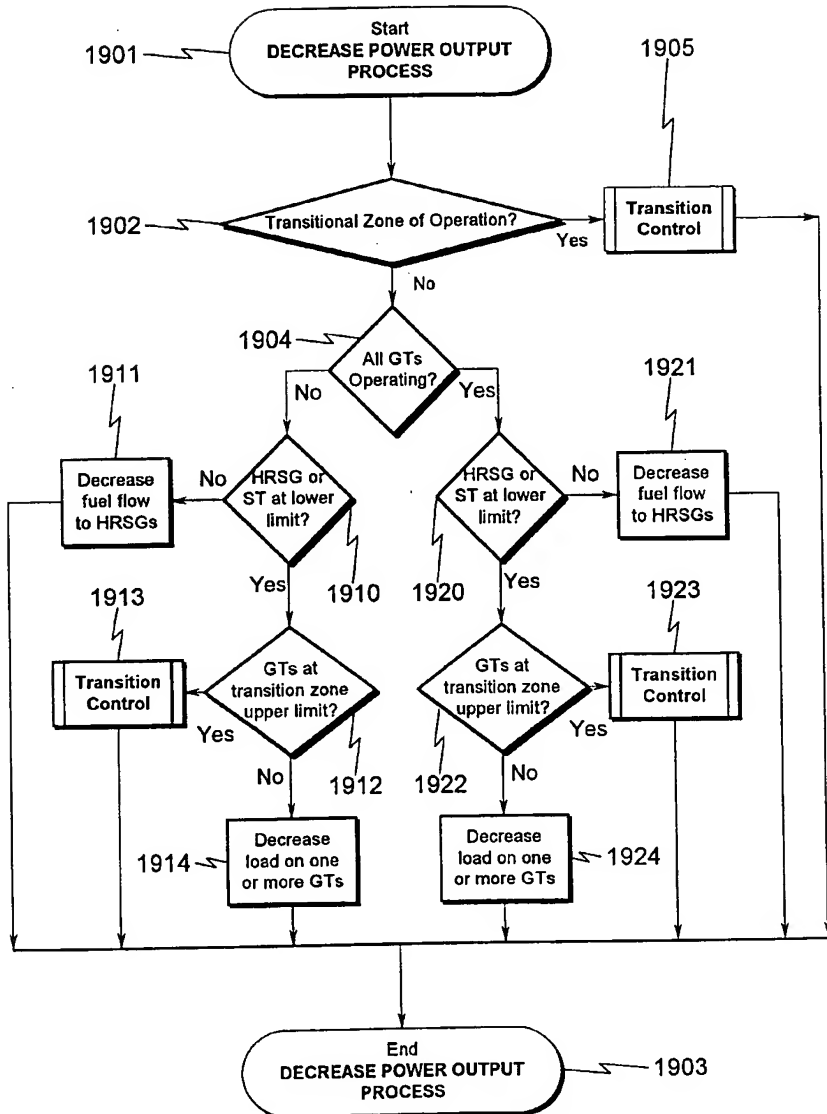 Start
DECREASE POWER OUTPUT
PROCESS
1901
1905
1902
Transitional Zone of Operation?
Yes
Transition
Control
No
1904
All GTs
Operating?
No
Yes
1911
1921
Decrease
fuel flow
to HRSGs
No
HRSG or
ST at lower
limit?
HRSG or
ST at lower
limit?
No
Decrease
fuel flow
to HRSGs
Yes
1910
1920
Yes
1913
1923
Transition
Control
Yes
GTs at
transition zone
upper limit?
GTs at
transition zone
upper limit?
Yes
Transition
Control
No
1912
1922
No
1914
Decrease
load on one
or more GTs
Decrease
load on one
or more GTs
1924
End
DECREASE POWER OUTPUT
PROCESS
1903